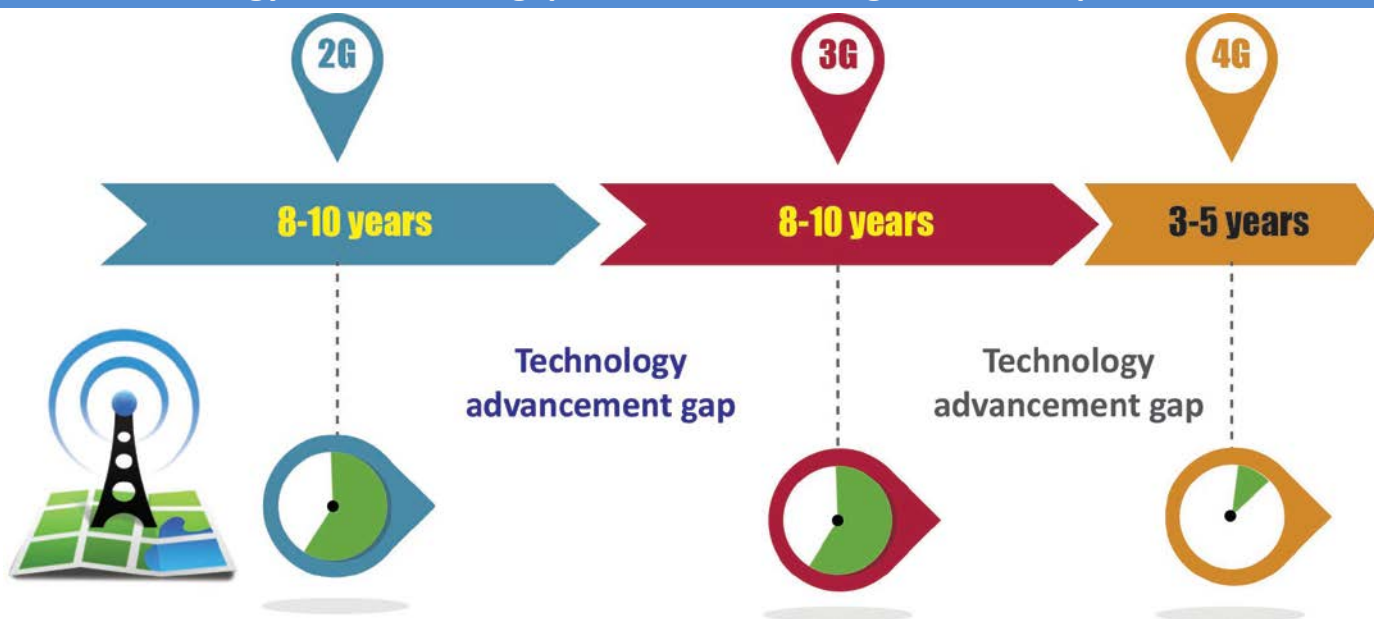 2G
3G
4G
8-10 years
8-10 years
3-5 years
Technology
advancement gap
Technology
advancement gap